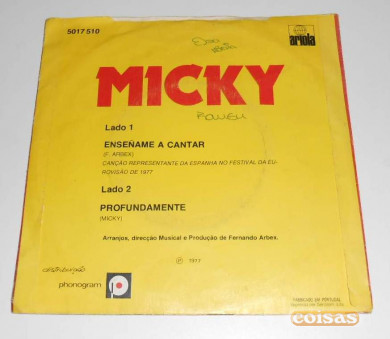 5017 510
ariola
MICKY
Lado 1
ENSEÑAME A CANTAR
(F. ARBEX)
CANÇÃO REPRESENTANTE DA ESPANHA NO FESTIVAL DA EU-
ROVISÃO DE 1977
Lado 2
PROFUNDAMENTE
(MICKY)
Arranjos, direcção Musical e Produção de Fernando Arbex.
℗ 1977
phonogram
FABRICADO EM PORTUGAL
coisas